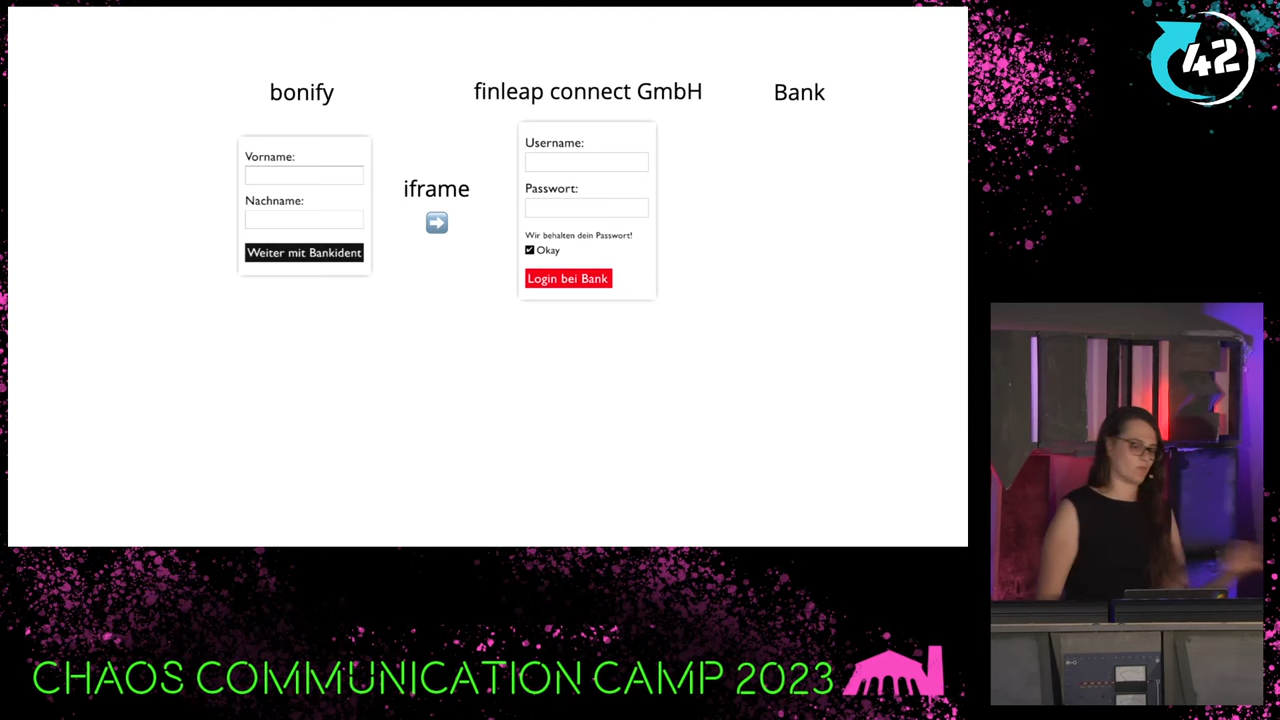 bonify
finleap connect GmbH
Bank
Vorname:
Nachname:
Weiter mit Bankident
iframe
Username:
Passwort:
Wir behalten dein Passwort!
Okay
Login bei Bank
42
CHAOS COMMUNICATION CAMP 2023